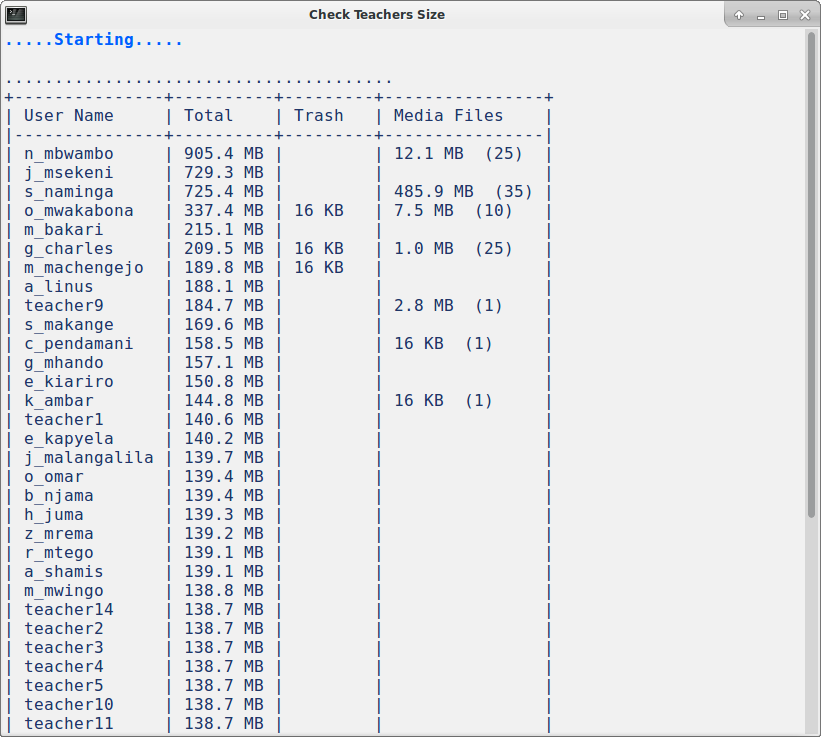 Check Teachers Size
.....Starting.....
.......................................
+---------------+----------+---------+----------------+
| User Name     | Total    | Trash   | Media Files    |
|---------------+----------+---------+----------------|
| n_mbwambo     | 905.4 MB |         | 12.1 MB  (25)  |
| j_msekeni     | 729.3 MB |         |                |
| s_naminga     | 725.4 MB |         | 485.9 MB  (35) |
| o_mwakabona   | 337.4 MB | 16 KB   | 7.5 MB  (10)   |
| m_bakari      | 215.1 MB |         |                |
| g_charles     | 209.5 MB | 16 KB   | 1.0 MB  (25)   |
| m_machengejo  | 189.8 MB | 16 KB   |                |
| a_linus       | 188.1 MB |         |                |
| teacher9      | 184.7 MB |         | 2.8 MB  (1)    |
| s_makange     | 169.6 MB |         |                |
| c_pendamani   | 158.5 MB |         | 16 KB  (1)     |
| g_mhando      | 157.1 MB |         |                |
| e_kiariro     | 150.8 MB |         |                |
| k_ambar       | 144.8 MB |         | 16 KB  (1)     |
| teacher1      | 140.6 MB |         |                |
| e_kapyela     | 140.2 MB |         |                |
| j_malangalila | 139.7 MB |         |                |
| o_omar        | 139.4 MB |         |                |
| b_njama       | 139.4 MB |         |                |
| h_juma        | 139.3 MB |         |                |
| z_mrema       | 139.2 MB |         |                |
| r_mtego       | 139.1 MB |         |                |
| a_shamis      | 139.1 MB |         |                |
| m_mwingo      | 138.8 MB |         |                |
| teacher14     | 138.7 MB |         |                |
| teacher2      | 138.7 MB |         |                |
| teacher3      | 138.7 MB |         |                |
| teacher4      | 138.7 MB |         |                |
| teacher5      | 138.7 MB |         |                |
| teacher10     | 138.7 MB |         |                |
| teacher11     | 138.7 MB |         |                |